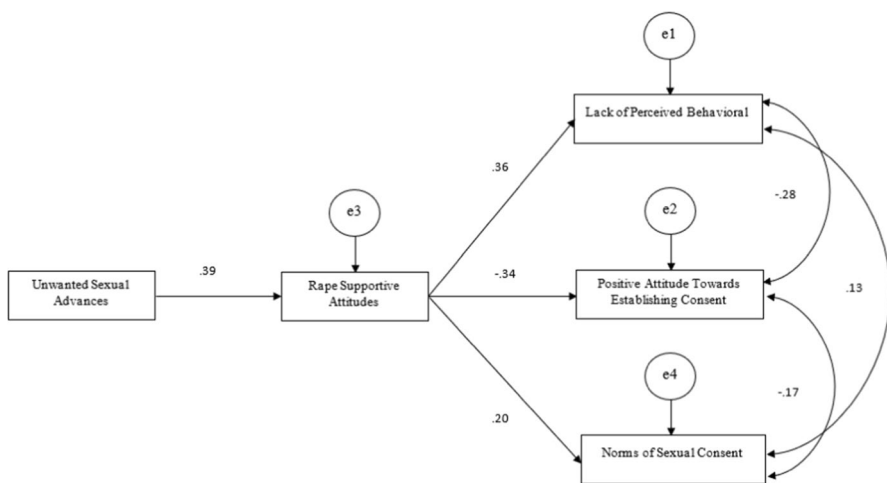 e1
Lack of Perceived Behavioral
.36
-.28
e3
e2
.39
Unwanted Sexual
Advances
Rape Supportive
Attitudes
-.34
Positive Attitude Towards
Establishing Consent
.13
e4
-.17
.20
Norms of Sexual Consent